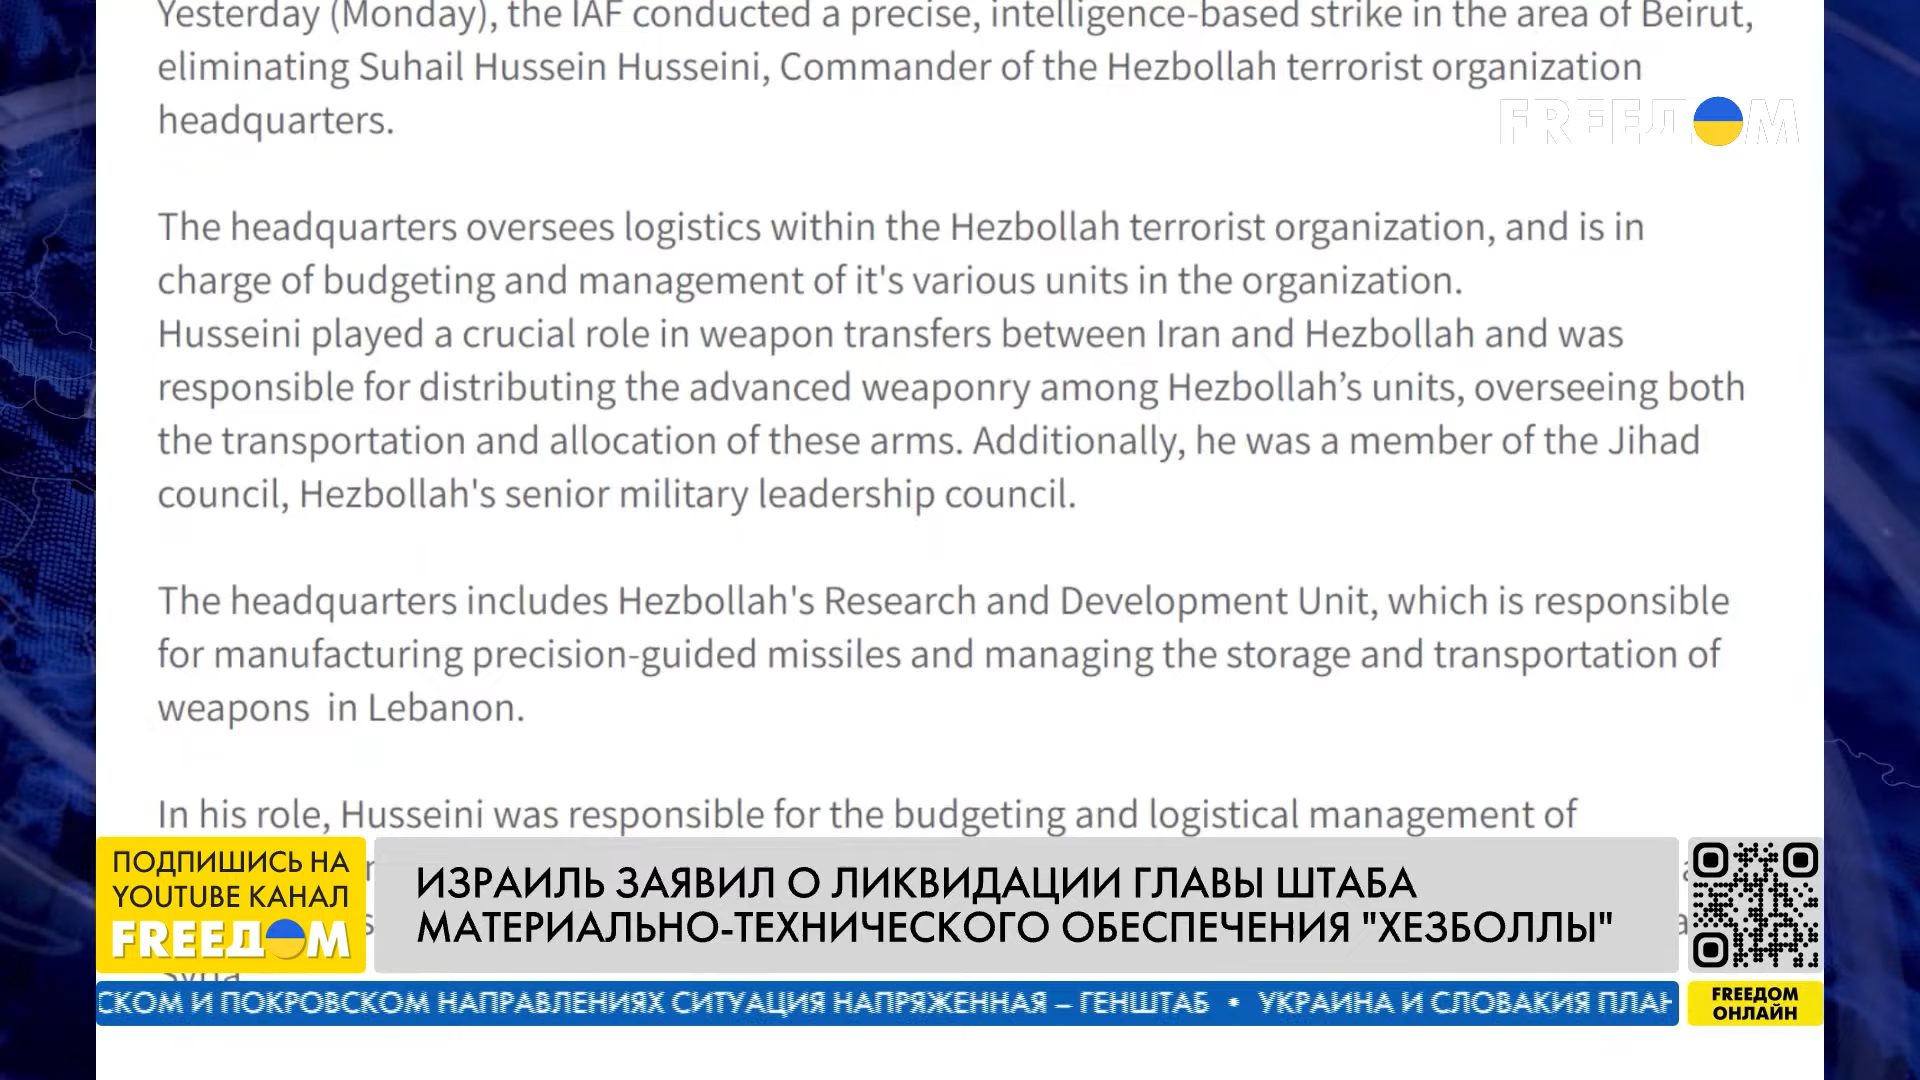 Yesterday (Monday), the IAF conducted a precise, intelligence-based strike in the area of Beirut,
eliminating Suhail Hussein Husseini, Commander of the Hezbollah terrorist organization
headquarters.
FREEДOM
The headquarters oversees logistics within the Hezbollah terrorist organization, and is in
charge of budgeting and management of it's various units in the organization.
Husseini played a crucial role in weapon transfers between Iran and Hezbollah and was
responsible for distributing the advanced weaponry among Hezbollah’s units, overseeing both
the transportation and allocation of these arms. Additionally, he was a member of the Jihad
council, Hezbollah's senior military leadership council.
The headquarters includes Hezbollah's Research and Development Unit, which is responsible
for manufacturing precision-guided missiles and managing the storage and transportation of
weapons  in Lebanon.
In his role, Husseini was responsible for the budgeting and logistical management of
Syria
ПОДПИШИСЬ НА
YOUTUBE КАНАЛ
FREEДOM
ИЗРАИЛЬ ЗАЯВИЛ О ЛИКВИДАЦИИ ГЛАВЫ ШТАБА
МАТЕРИАЛЬНО-ТЕХНИЧЕСКОГО ОБЕСПЕЧЕНИЯ "ХЕЗБОЛЛЫ"
СКОМ И ПОКРОВСКОМ НАПРАВЛЕНИЯХ СИТУАЦИЯ НАПРЯЖЕННАЯ – ГЕНШТАБ • УКРАИНА И СЛОВАКИЯ ПЛАН
FREEДОМ
ОНЛАЙН